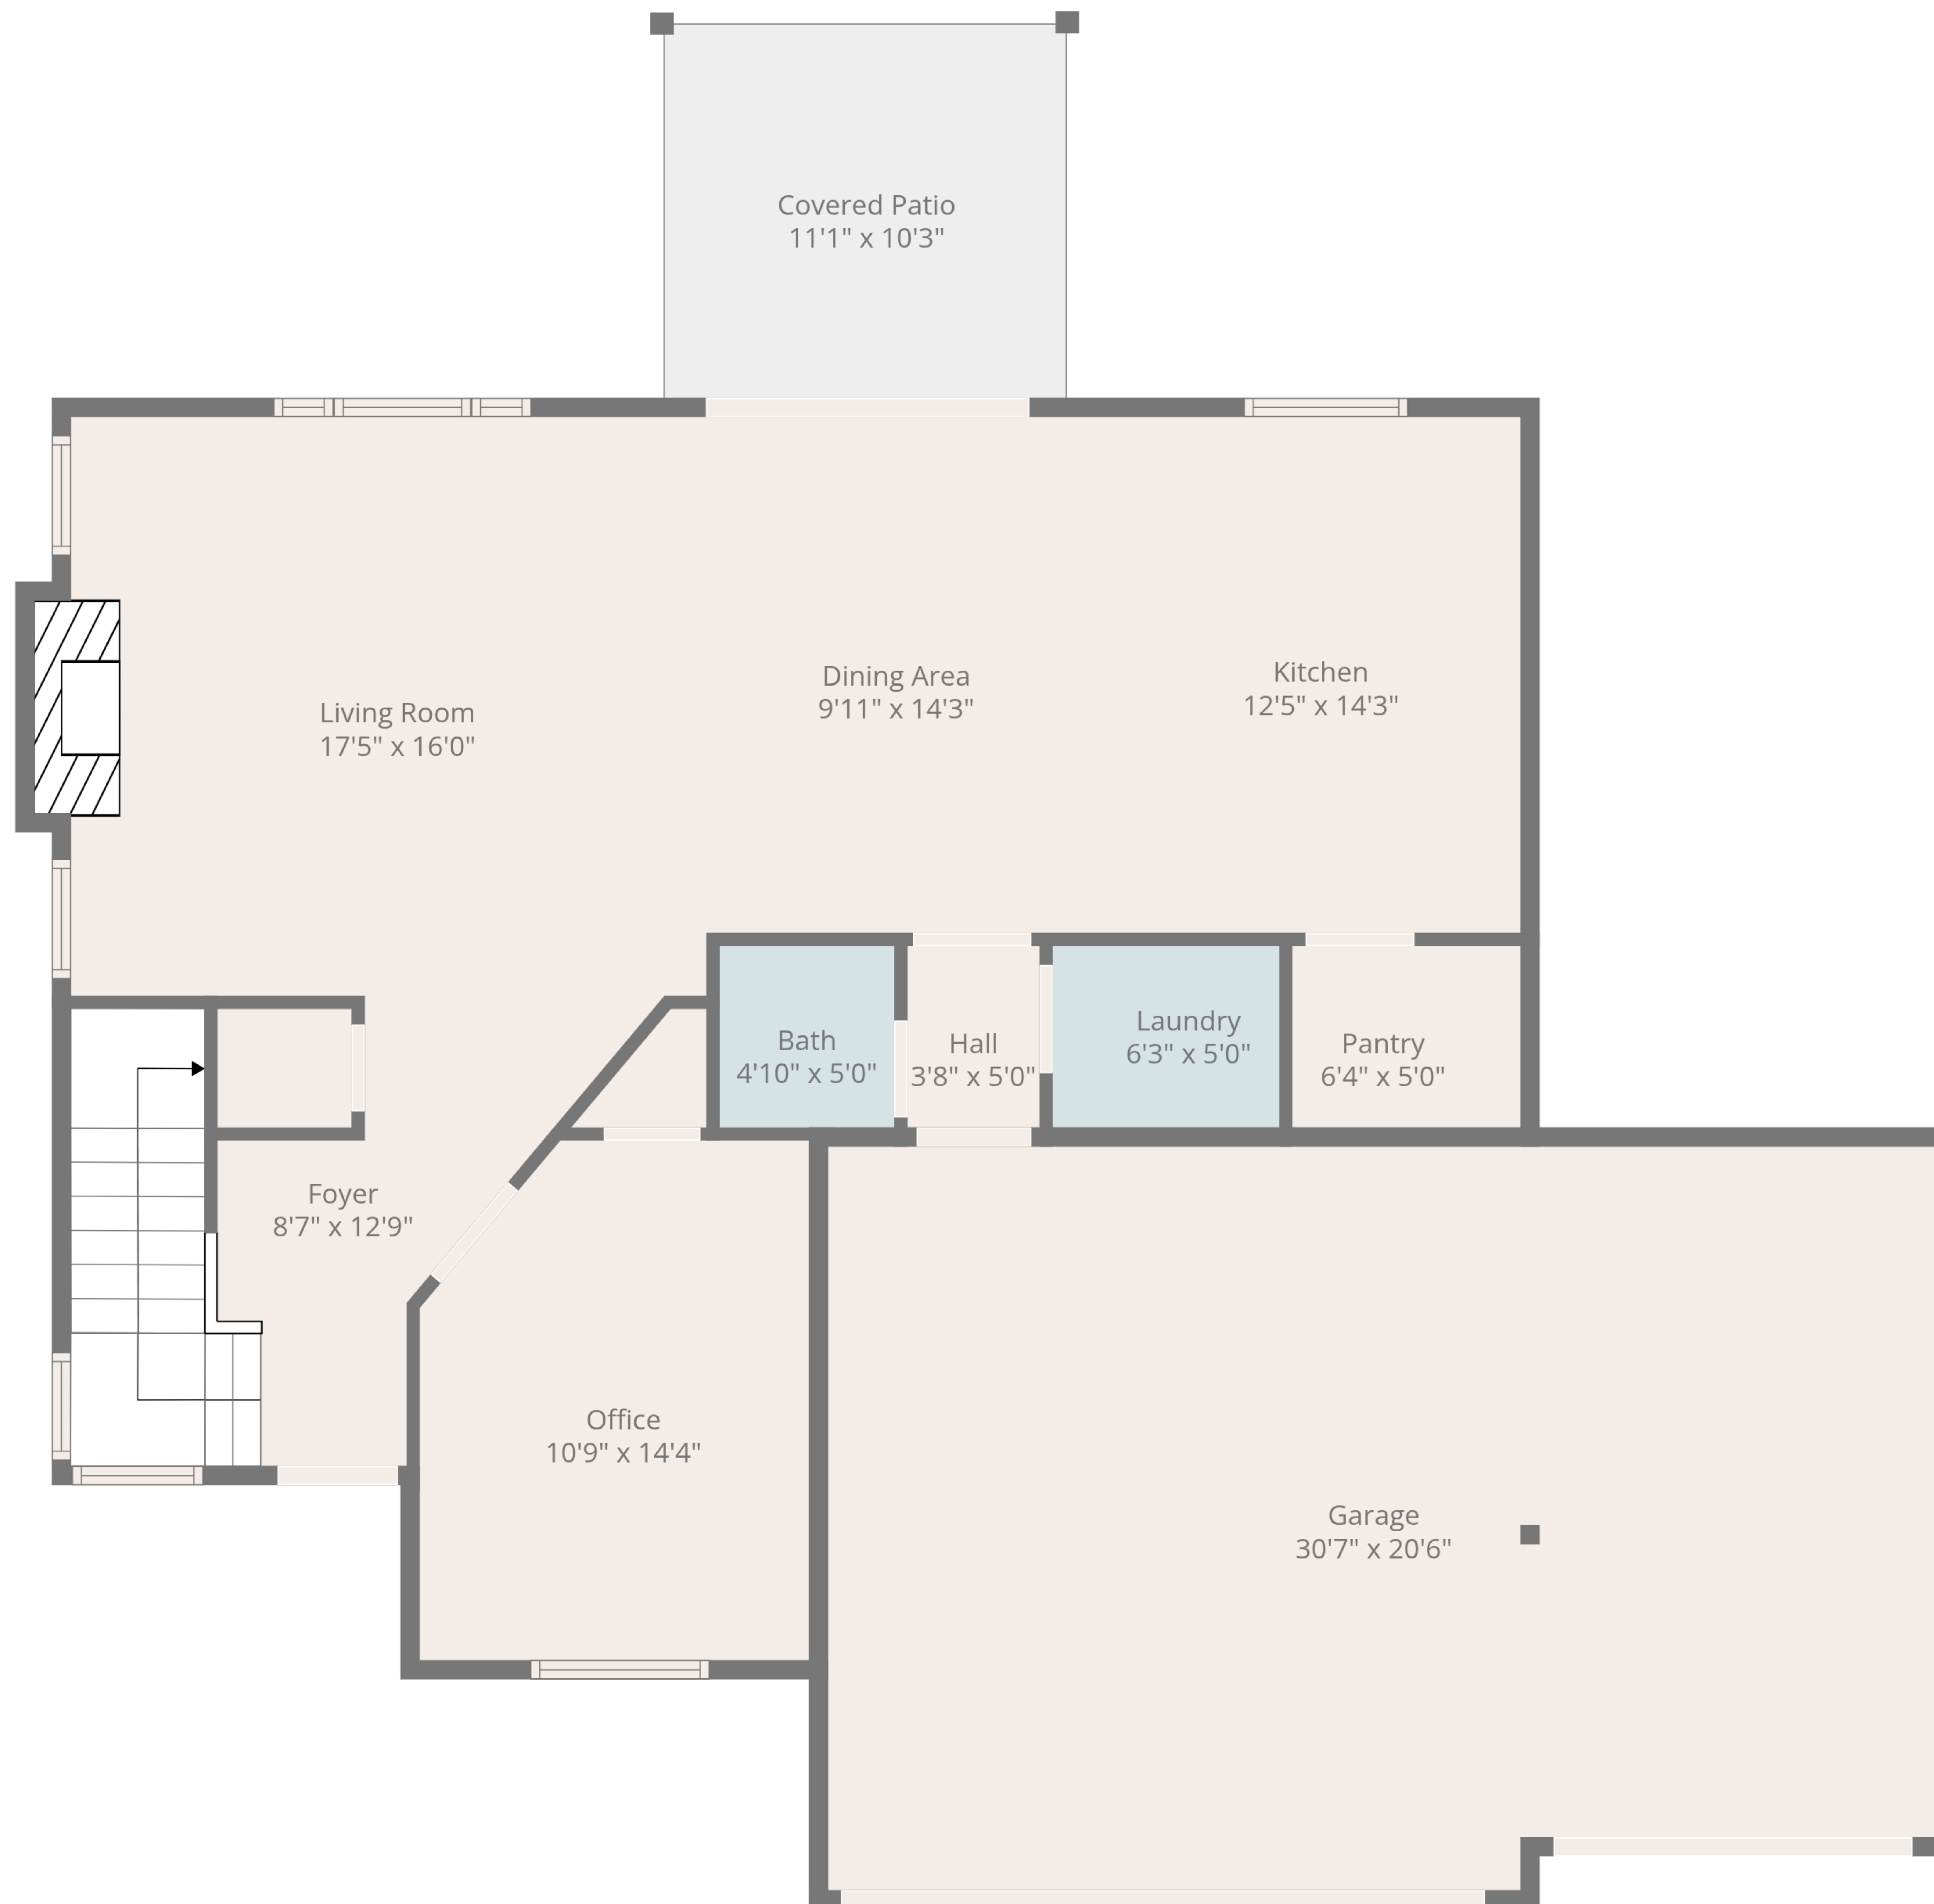 Covered Patio
11'1" x 10'3"
Living Room
17'5" x 16'0"
Dining Area
9'11" x 14'3"
Kitchen
12'5" x 14'3"
Bath
4'10" x 5'0"
Hall
3'8" x 5'0"
Laundry
6'3" x 5'0"
Pantry
6'4" x 5'0"
Foyer
8'7" x 12'9"
Office
10'9" x 14'4"
Garage
30'7" x 20'6"